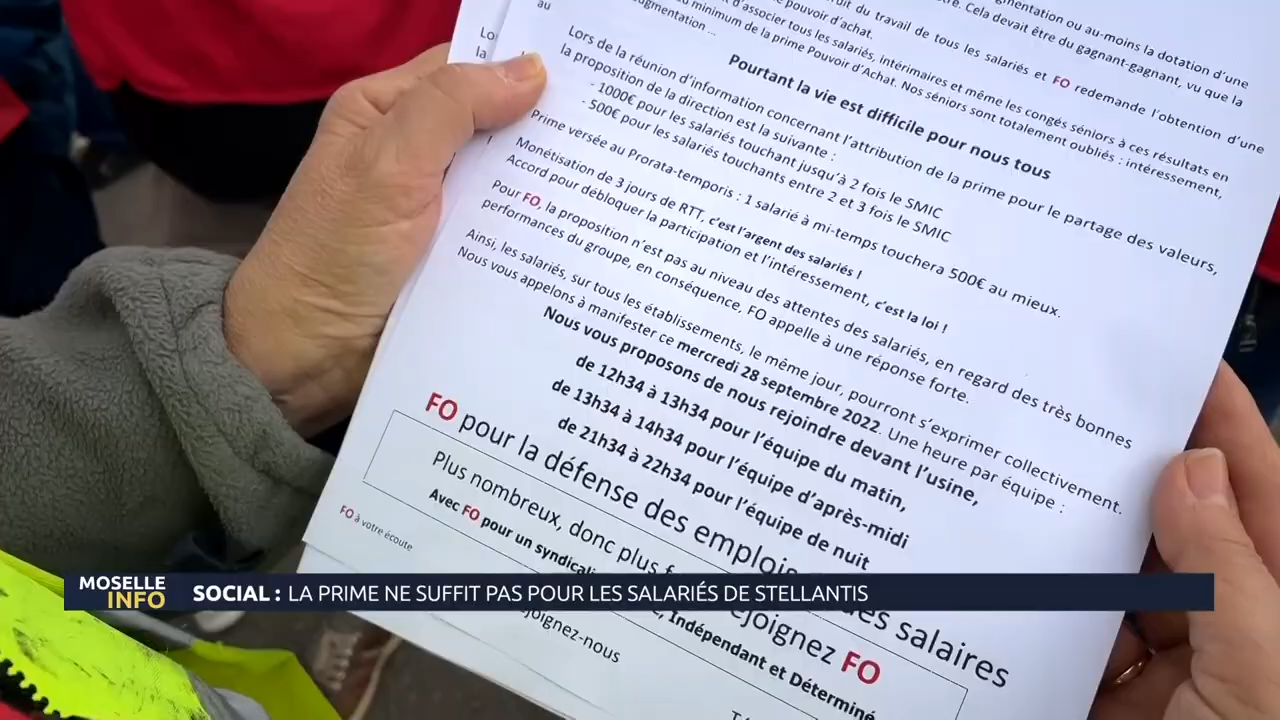 gmentation ou au-moins la dotation d'une
être. Cela devait être du gagnant-gagnant, vu que la
ruit du travail de tous les salariés et FO redemande l'obtention d'une
pouvoir d'achat.
d'associer tous les salariés, intérimaires et même les congés séniors à ces résultats en
au minimum de la prime Pouvoir d'Achat. Nos séniors sont totalement oubliés : intéressement,
augmentation ...
Pourtant la vie est difficile pour nous tous
Lors de la réunion d'information concernant l'attribution de la prime pour le partage des valeurs,
la proposition de la direction est la suivante :
- 1000€ pour les salariés touchant jusqu'à 2 fois le SMIC
- 500€ pour les salariés touchants entre 2 et 3 fois le SMIC
Prime versée au Prorata-temporis : 1 salarié à mi-temps touchera 500€ au mieux.
Monétisation de 3 jours de RTT, c'est l'argent des salariés !
Accord pour débloquer la participation et l'intéressement, c'est la loi !
Pour FO, la proposition n'est pas au niveau des attentes des salariés, en regard des très bonnes
performances du groupe, en conséquence, FO appelle à une réponse forte.
Ainsi, les salariés, sur tous les établissements, le même jour, pourront s'exprimer collectivement.
Nous vous appelons à manifester ce mercredi 28 septembre 2022. Une heure par équipe :
Nous vous proposons de nous rejoindre devant l'usine,
de 12h34 à 13h34 pour l'équipe du matin,
de 13h34 à 14h34 pour l'équipe d'après-midi
de 21h34 à 22h34 pour l'équipe de nuit
FO pour la défense des emplois des salaires
Plus nombreux, donc plus f ejoignez FO
Avec FO pour un syndicali e, Indépendant et Déterminé
FO à votre écoute
ejoignez-nous
Lo
la
au
MOSELLE
INFO
SOCIAL : LA PRIME NE SUFFIT PAS POUR LES SALARIÉS DE STELLANTIS